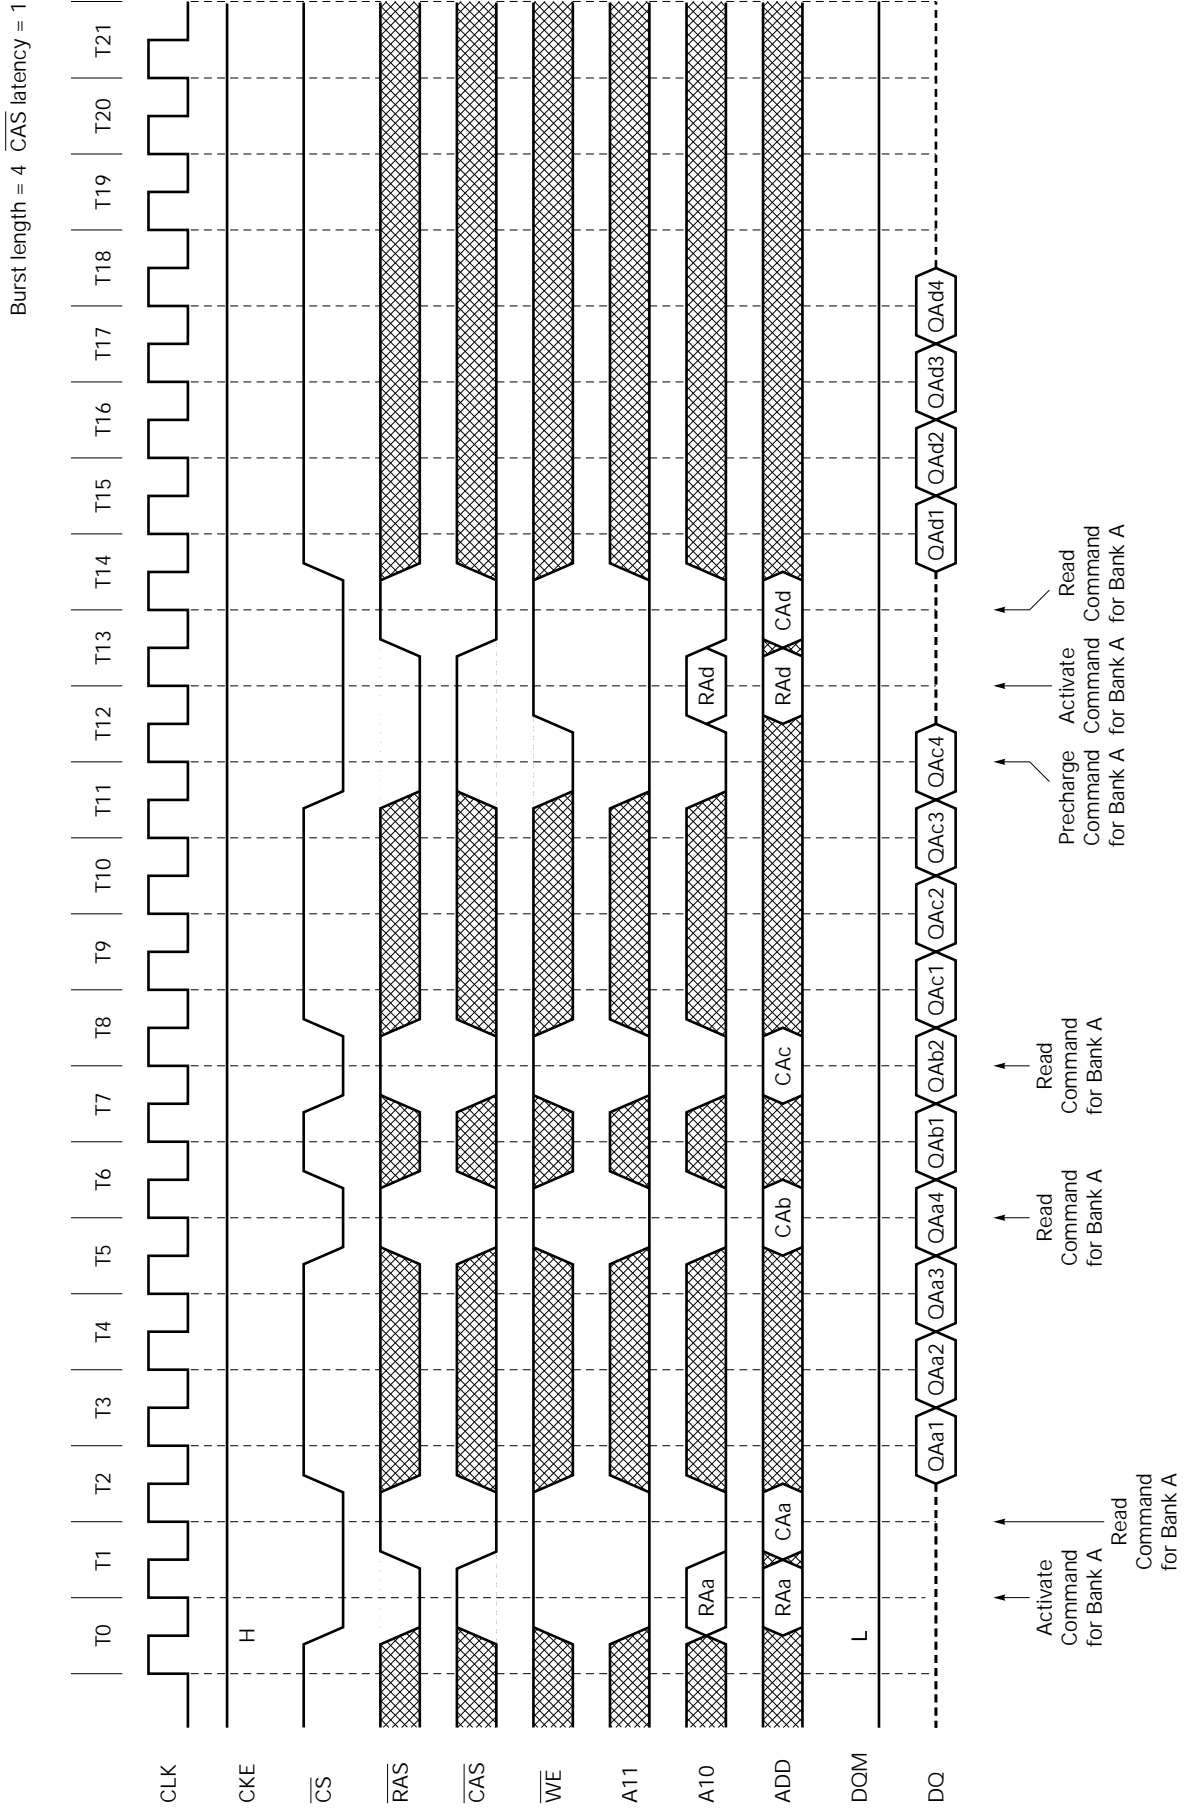 Burst length = 4 CAS latency = 1
T0 T1 T2 T3 T4 T5 T6 T7 T8 T9 T10 T11 T12 T13 T14 T15 T16 T17 T18 T19 T20 T21
CLK
CKE H
CS
RAS
CAS
WE
A11
A10 RAa RAd
ADD RAa CAa CAb CAc RAd CAd
DQM L
DQ QAa1 QAa2 QAa3 QAa4 QAb1 QAb2 QAc1 QAc2 QAc3 QAc4 QAd1 QAd2 QAd3 QAd4
Activate
Command
for Bank A
Read
Command
for Bank A
Read
Command
for Bank A
Read
Command
for Bank A
Precharge
Command
for Bank A
Activate
Command
for Bank A
Read
Command
for Bank A